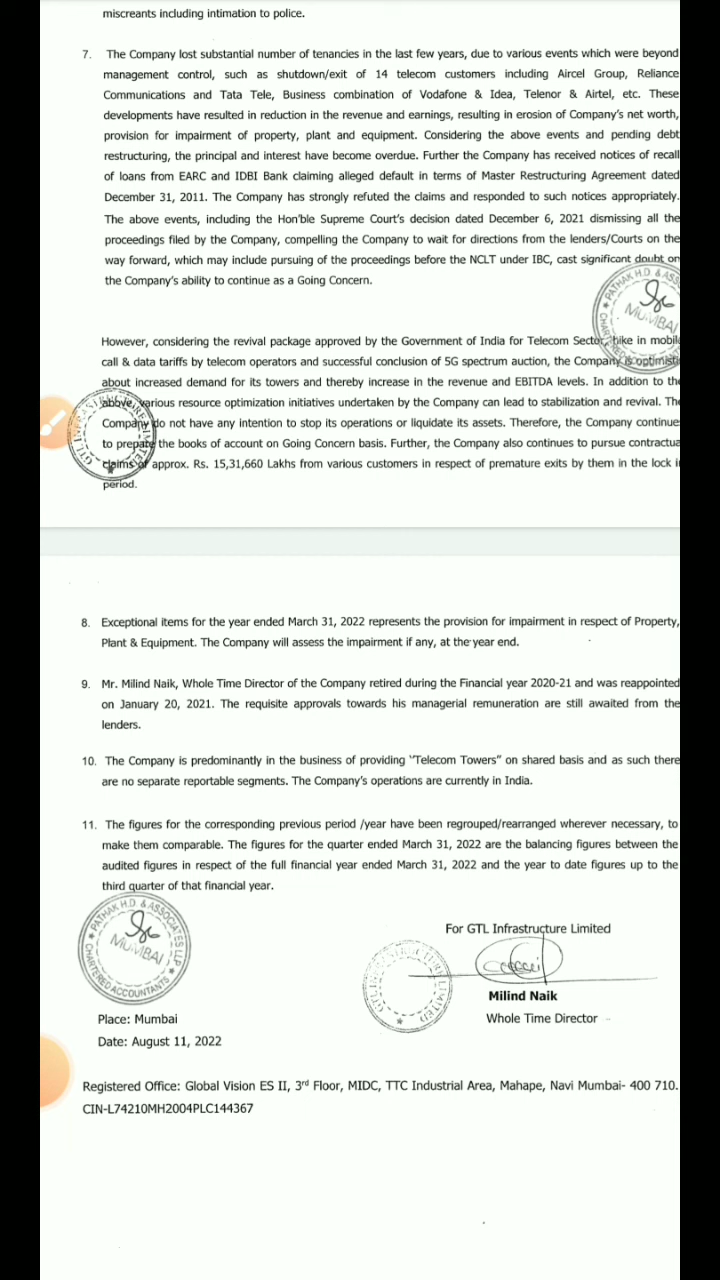 miscreants including intimation to police.
7. The Company lost substantial number of tenancies in the last few years, due to various events which were beyond
management control, such as shutdown/exit of 14 telecom customers including Aircel Group, Reliance
Communications and Tata Tele, Business combination of Vodafone & Idea, Telenor & Airtel, etc. These
developments have resulted in reduction in the revenue and earnings, resulting in erosion of Company's net worth,
provision for impairment of property, plant and equipment. Considering the above events and pending debt
restructuring, the principal and interest have become overdue. Further the Company has received notices of recall
of loans from EARC and IDBI Bank claiming alleged default in terms of Master Restructuring Agreement dated
December 31, 2011. The Company has strongly refuted the claims and responded to such notices appropriately.
The above events, including the Hon'ble Supreme Court's decision dated December 6, 2021 dismissing all the
proceedings filed by the Company, compelling the Company to wait for directions from the lenders/Courts on the
way forward, which may include pursuing of the proceedings before the NCLT under IBC, cast significant doubt on
the Company's ability to continue as a Going Concern.
PATHAK H.D. & ASSO
MUMBAI
However, considering the revival package approved by the Government of India for Telecom Sector, hike in mobil
call & data tariffs by telecom operators and successful conclusion of 5G spectrum auction, the Company is optimisti
about increased demand for its towers and thereby increase in the revenue and EBITDA levels. In addition to the
above, various resource optimization initiatives undertaken by the Company can lead to stabilization and revival. The
Company do not have any intention to stop its operations or liquidate its assets. Therefore, the Company continue
to prepare the books of account on Going Concern basis. Further, the Company also continues to pursue contractua
claims of approx. Rs. 15,31,660 Lakhs from various customers in respect of premature exits by them in the lock i
period.
8. Exceptional items for the year ended March 31, 2022 represents the provision for impairment in respect of Property,
Plant & Equipment. The Company will assess the impairment if any, at the year end.
9. Mr. Milind Naik, Whole Time Director of the Company retired during the Financial year 2020-21 and was reappointed
on January 20, 2021. The requisite approvals towards his managerial remuneration are still awaited from the
lenders.
10. The Company is predominantly in the business of providing "Telecom Towers" on shared basis and as such there
are no separate reportable segments. The Company's operations are currently in India.
11. The figures for the corresponding previous period /year have been regrouped/rearranged wherever necessary, to
make them comparable. The figures for the quarter ended March 31, 2022 are the balancing figures between the
audited figures in respect of the full financial year ended March 31, 2022 and the year to date figures up to the
third quarter of that financial year.
PATHAK H.D. & ASSOCIATES LLP
MUMBAI
CHARTERED ACCOUNTANTS
For GTL Infrastructure Limited
Milind Naik
Whole Time Director
Place: Mumbai
Date: August 11, 2022
Registered Office: Global Vision ES II, 3rd Floor, MIDC, TTC Industrial Area, Mahape, Navi Mumbai- 400 710.
CIN-L74210MH2004PLC144367